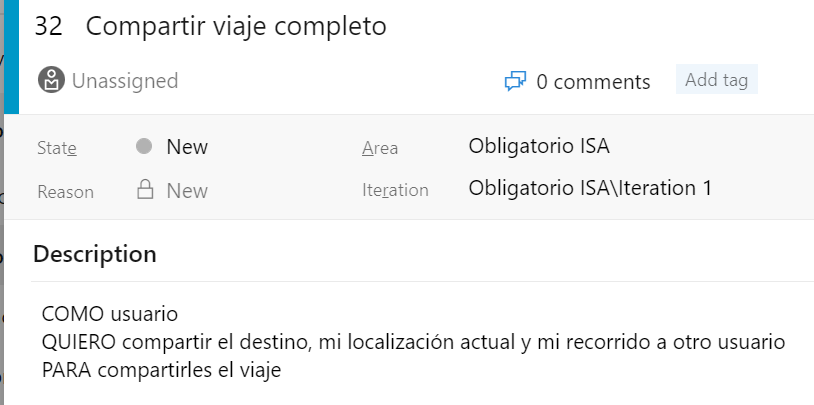 32 Compartir viaje completo
Unassigned
0 comments
Add tag
State
New
Area
Obligatorio ISA
Reason
New
Iteration
Obligatorio ISA\Iteration 1
Description
COMO usuario
QUIERO compartir el destino, mi localización actual y mi recorrido a otro usuario
PARA compartirles el viaje